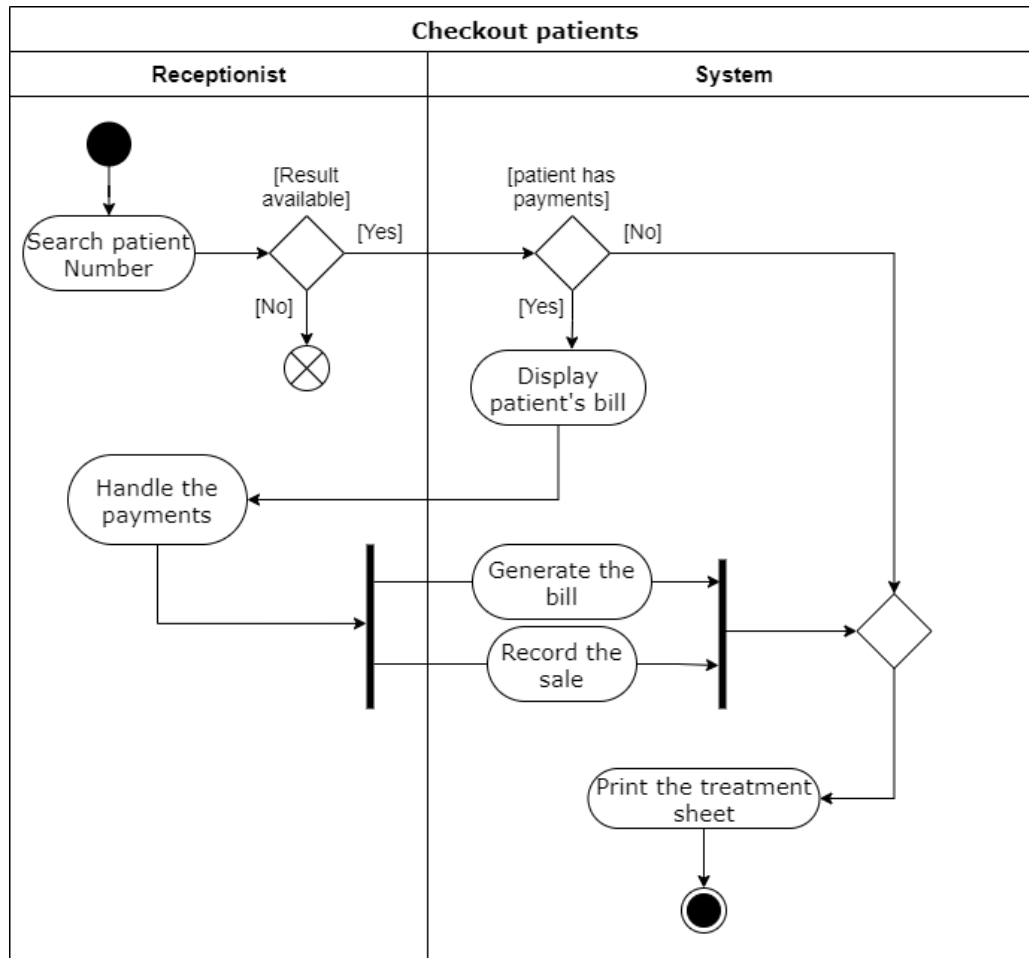 Checkout patients
Receptionist
System
[Result
available]
[patient has
payments]
[Yes]
[No]
Search patient
Number
[No]
[Yes]
Display
patient's bill
Handle the
payments
Generate the
bill
Record the
sale
Print the treatment
sheet